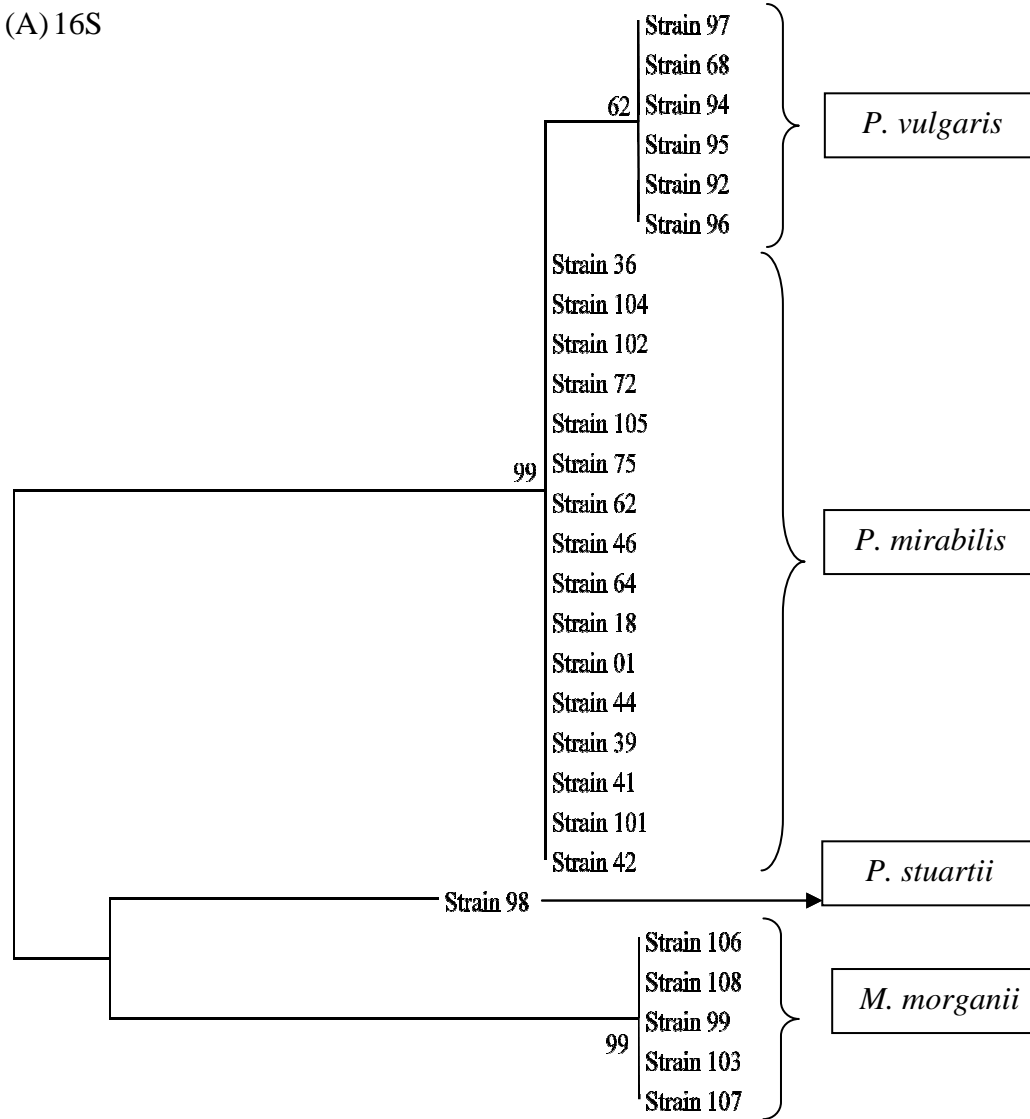 (A) 16S
Strain 97
Strain 68
62
Strain 94
Strain 95
Strain 92
Strain 96
P. vulgaris
Strain 36
Strain 104
Strain 102
Strain 72
Strain 105
Strain 75
99
Strain 62
Strain 46
Strain 64
Strain 18
Strain 01
Strain 44
Strain 39
Strain 41
Strain 101
Strain 42
P. mirabilis
Strain 98
P. stuartii
Strain 106
Strain 108
Strain 99
99
Strain 103
Strain 107
M. morganii